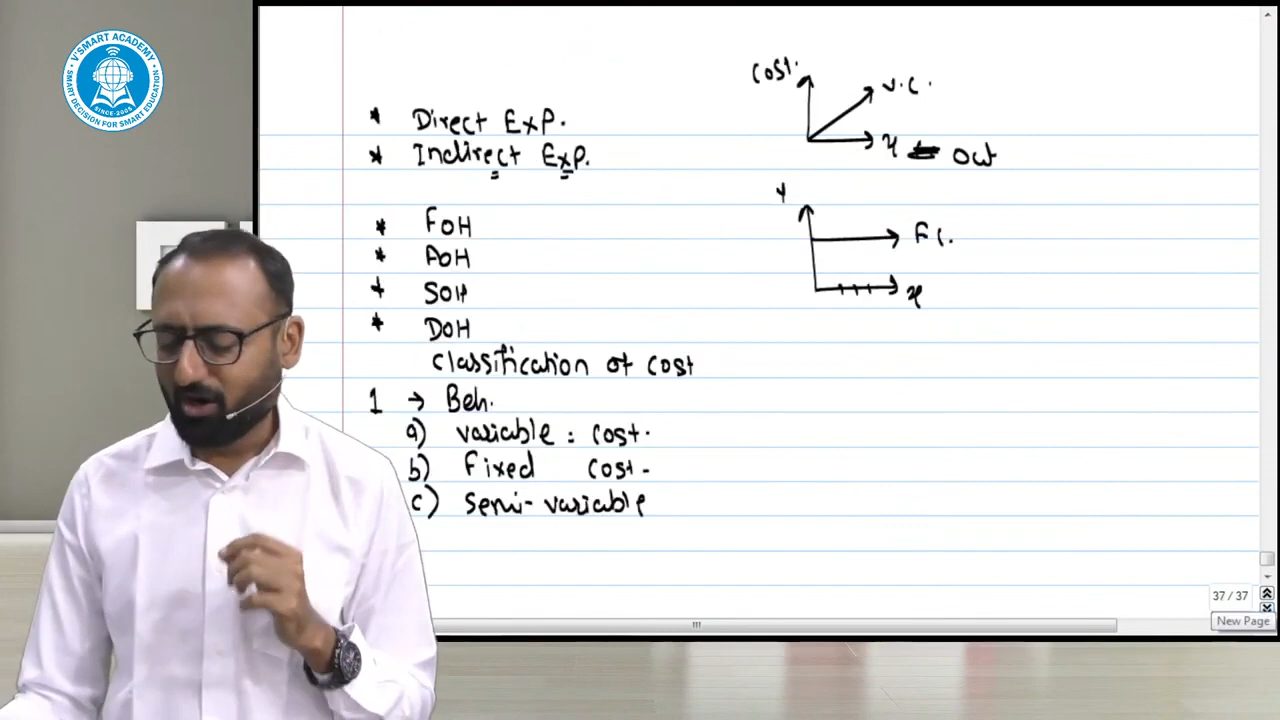 V'SMART ACADEMY
SMART DECISION FOR SMART EDUCATION
SINCE-2005
* Direct Exp.
* Indirect Exp.
* FOH
* AOH
* SOH
* DOH
Classification of Cost
1 → Beh.
a) variable : cost.
b) Fixed cost-
c) Semi-variable
Cost.
V.C.
x out
y
F.C.
x
37 / 37
New Page